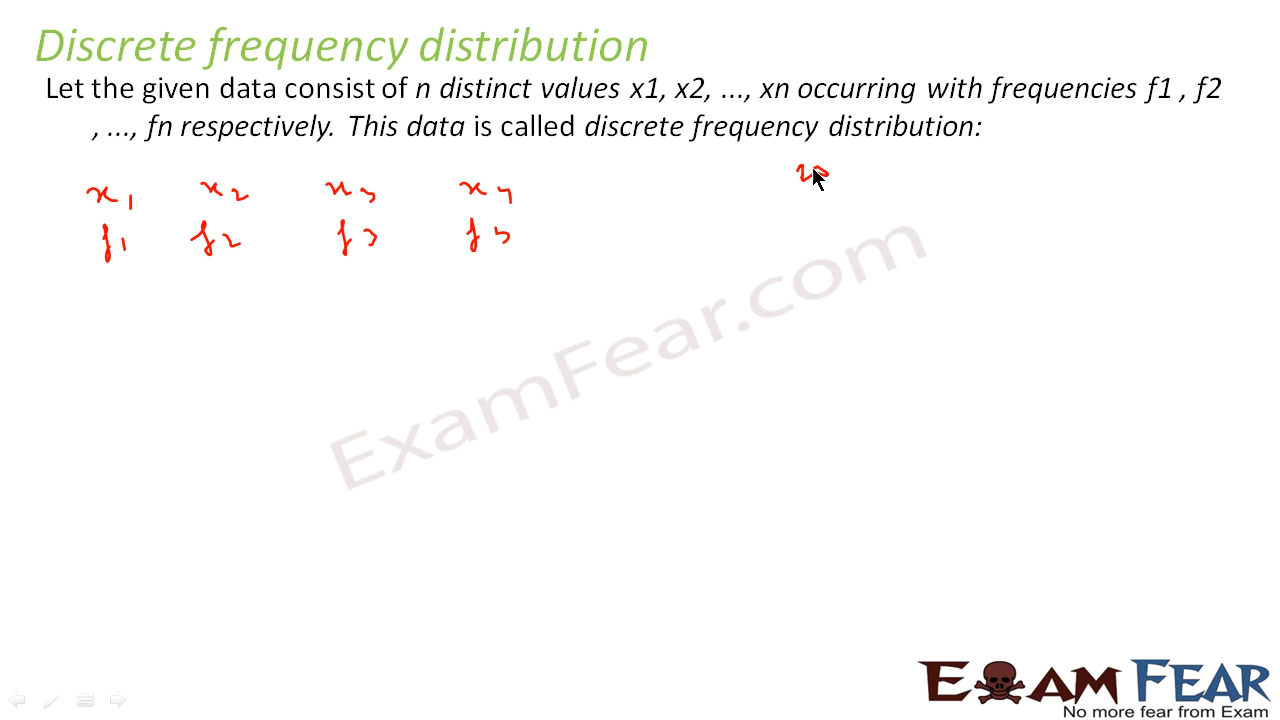 Discrete frequency distribution
Let the given data consist of n distinct values x1, x2, ..., xn occurring with frequencies f1 , f2
, ..., fn respectively. This data is called discrete frequency distribution:
20
x1 x2 x3 x4
f1 f2 f3 f5
ExamFear.com
EXAM FEAR
No more fear from Exam